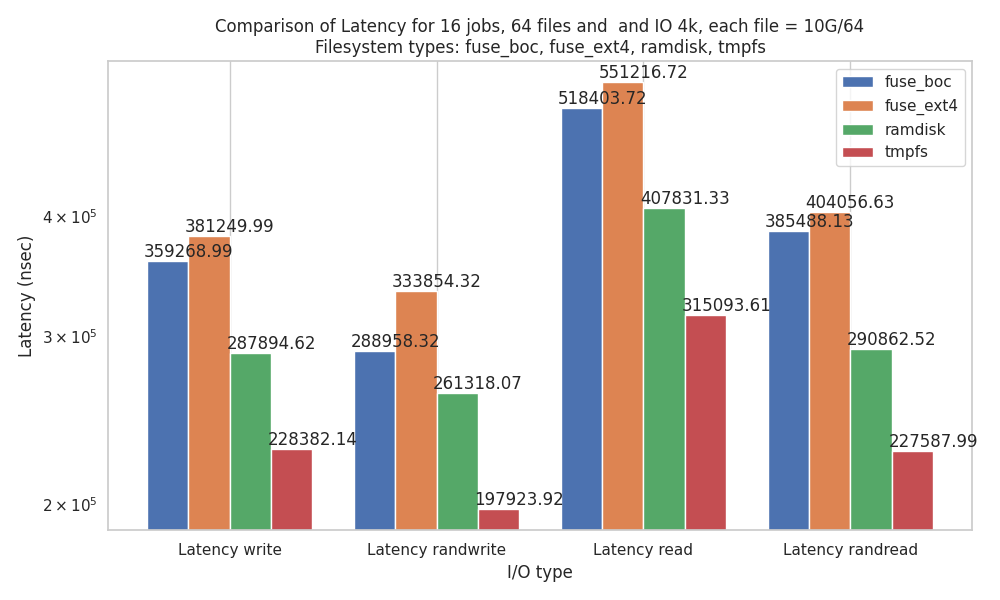 Comparison of Latency for 16 jobs, 64 files and  and IO 4k, each file = 10G/64
Filesystem types: fuse_boc, fuse_ext4, ramdisk, tmpfs
fuse_boc
fuse_ext4
ramdisk
tmpfs
Latency (nsec)
4 × 10⁵
3 × 10⁵
2 × 10⁵
359268.99
381249.99
287894.62
228382.14
288958.32
333854.32
261318.07
197923.92
518403.72
551216.72
407831.33
315093.61
385488.13
404056.63
290862.52
227587.99
Latency write
Latency randwrite
Latency read
Latency randread
I/O type